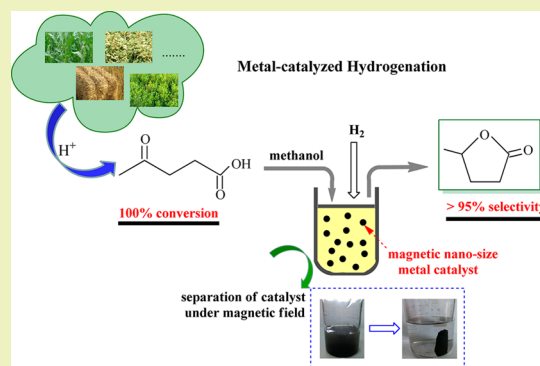 .......
Metal-catalyzed Hydrogenation
H+
O
OH
O
100% conversion
methanol
H₂
O
O
> 95% selectivity
magnetic nano-size
metal catalyst
separation of catalyst
under magnetic field